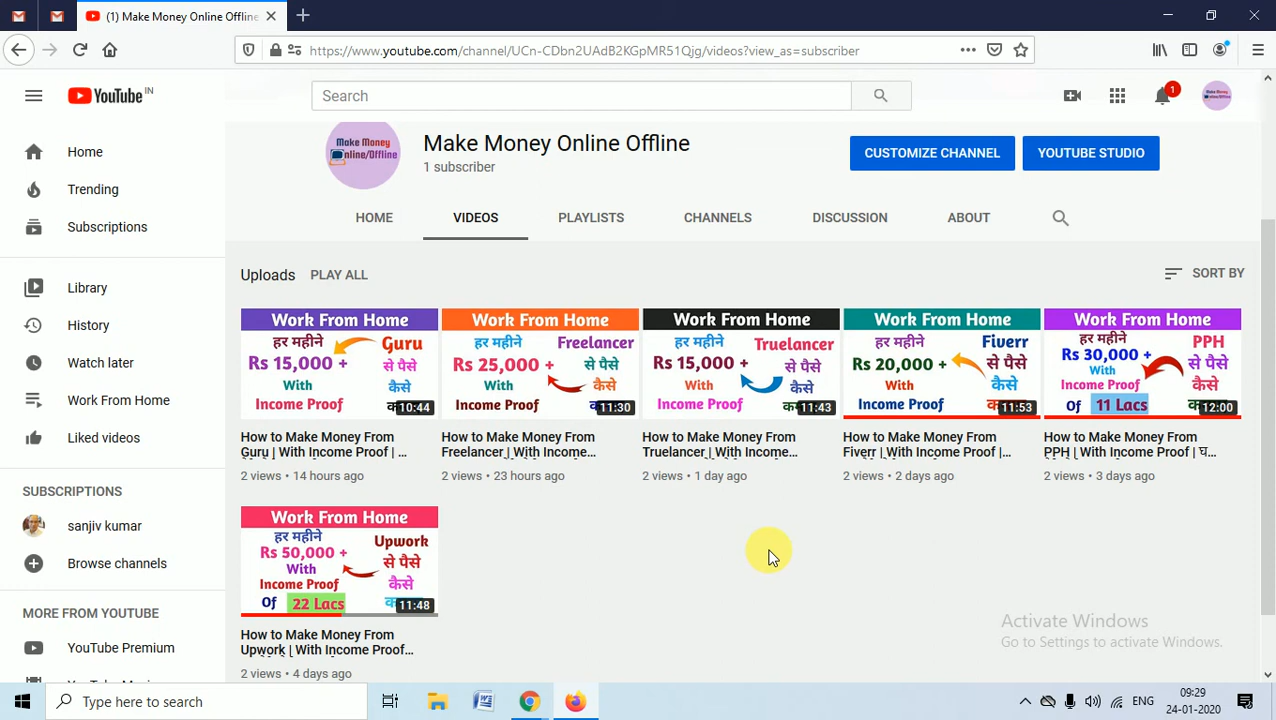 (1) Make Money Online Offline
https://www.youtube.com/channel/UCn-CDbn2UAdB2KGpMR51Qjg/videos?view_as=subscriber
YouTube IN
Search
1
Home
Trending
Subscriptions
Library
History
Watch later
Work From Home
Liked videos
SUBSCRIPTIONS
sanjiv kumar
Browse channels
MORE FROM YOUTUBE
YouTube Premium
Make Money
Online/Offline
Make Money Online Offline
1 subscriber
CUSTOMIZE CHANNEL
YOUTUBE STUDIO
HOME
VIDEOS
PLAYLISTS
CHANNELS
DISCUSSION
ABOUT
Uploads
PLAY ALL
SORT BY
Work From Home
हर महीने
Guru
Rs 15,000 +
से पैसे
With
कैसे
Income Proof
10:44
How to Make Money From
Guru | With Income Proof | ...
2 views • 14 hours ago
Work From Home
हर महीने
Freelancer
Rs 25,000 +
से पैसे
With
कैसे
Income Proof
11:30
How to Make Money From
Freelancer | With Income...
2 views • 23 hours ago
Work From Home
हर महीने
Truelancer
Rs 15,000 +
से पैसे
With
कैसे
Income Proof
11:43
How to Make Money From
Truelancer | With Income...
2 views • 1 day ago
Work From Home
हर महीने
Fiverr
Rs 20,000 +
से पैसे
With
कैसे
Income Proof
11:53
How to Make Money From
Fiverr | With Income Proof |...
2 views • 2 days ago
Work From Home
हर महीने
PPH
Rs 30,000 +
से पैसे
With
Income Proof
कैसे
Of 11 Lacs
12:00
How to Make Money From
PPH | With Income Proof | घ...
2 views • 3 days ago
Work From Home
हर महीने
Upwork
Rs 50,000 +
से पैसे
With
Income Proof
कैसे
Of 22 Lacs
11:48
How to Make Money From
Upwork | With Income Proof...
2 views • 4 days ago
Activate Windows
Go to Settings to activate Windows.
Type here to search
ENG
09:29
24-01-2020